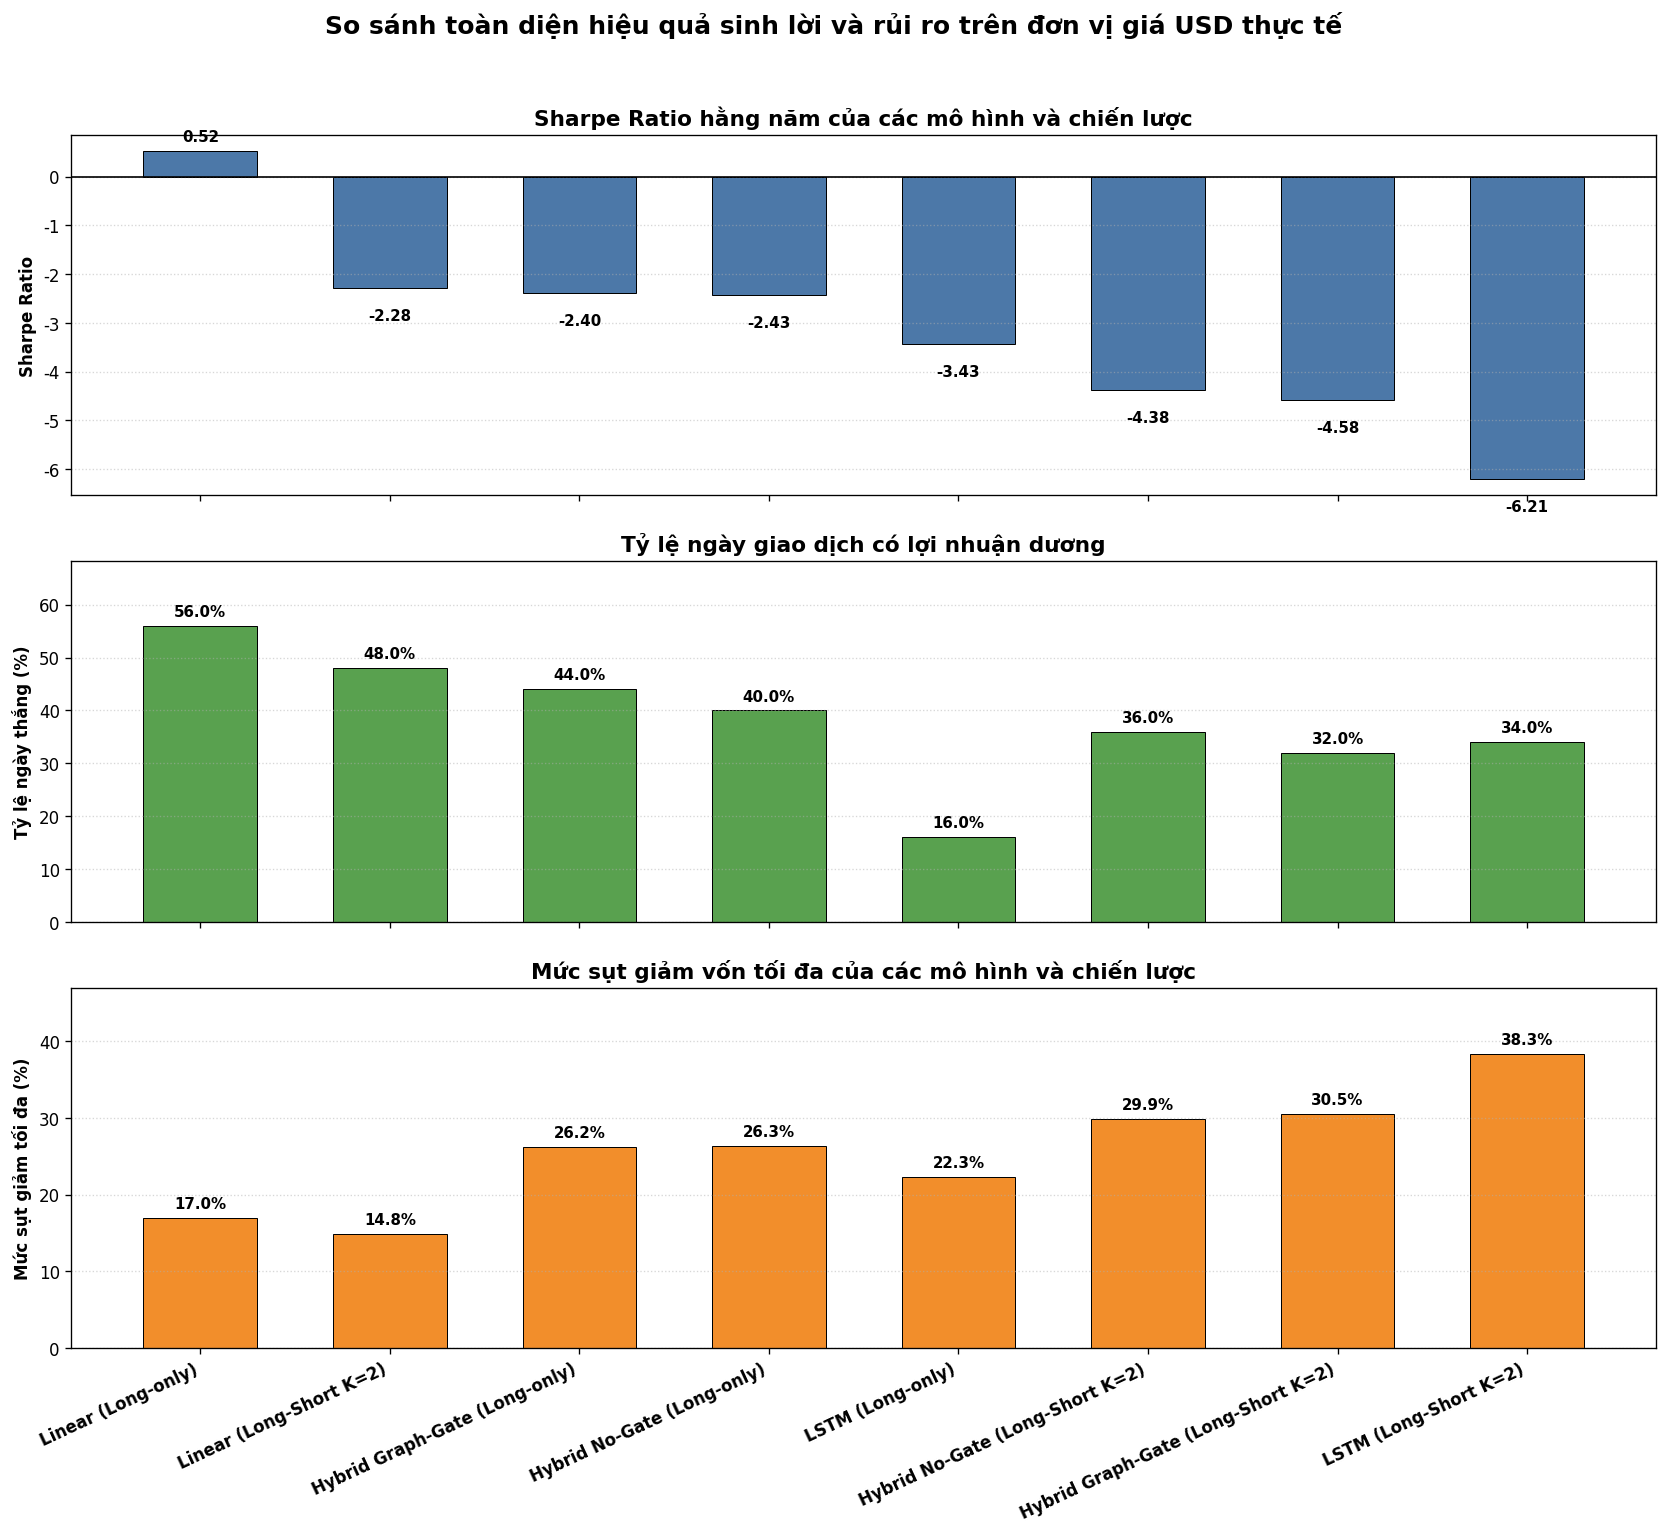 So sánh toàn diện hiệu quả sinh lời và rủi ro trên đơn vị giá USD thực tế
Sharpe Ratio hằng năm của các mô hình và chiến lược
Sharpe Ratio
0
-1
-2
-3
-4
-5
-6
0.52
-2.28
-2.40
-2.43
-3.43
-4.38
-4.58
-6.21
Tỷ lệ ngày giao dịch có lợi nhuận dương
Tỷ lệ ngày thắng (%)
60
50
40
30
20
10
0
56.0%
48.0%
44.0%
40.0%
16.0%
36.0%
32.0%
34.0%
Mức sụt giảm vốn tối đa của các mô hình và chiến lược
Mức sụt giảm tối đa (%)
40
30
20
10
0
17.0%
14.8%
26.2%
26.3%
22.3%
29.9%
30.5%
38.3%
Linear (Long-only)
Linear (Long-Short K=2)
Hybrid Graph-Gate (Long-only)
Hybrid No-Gate (Long-only)
LSTM (Long-only)
Hybrid No-Gate (Long-Short K=2)
Hybrid Graph-Gate (Long-Short K=2)
LSTM (Long-Short K=2)